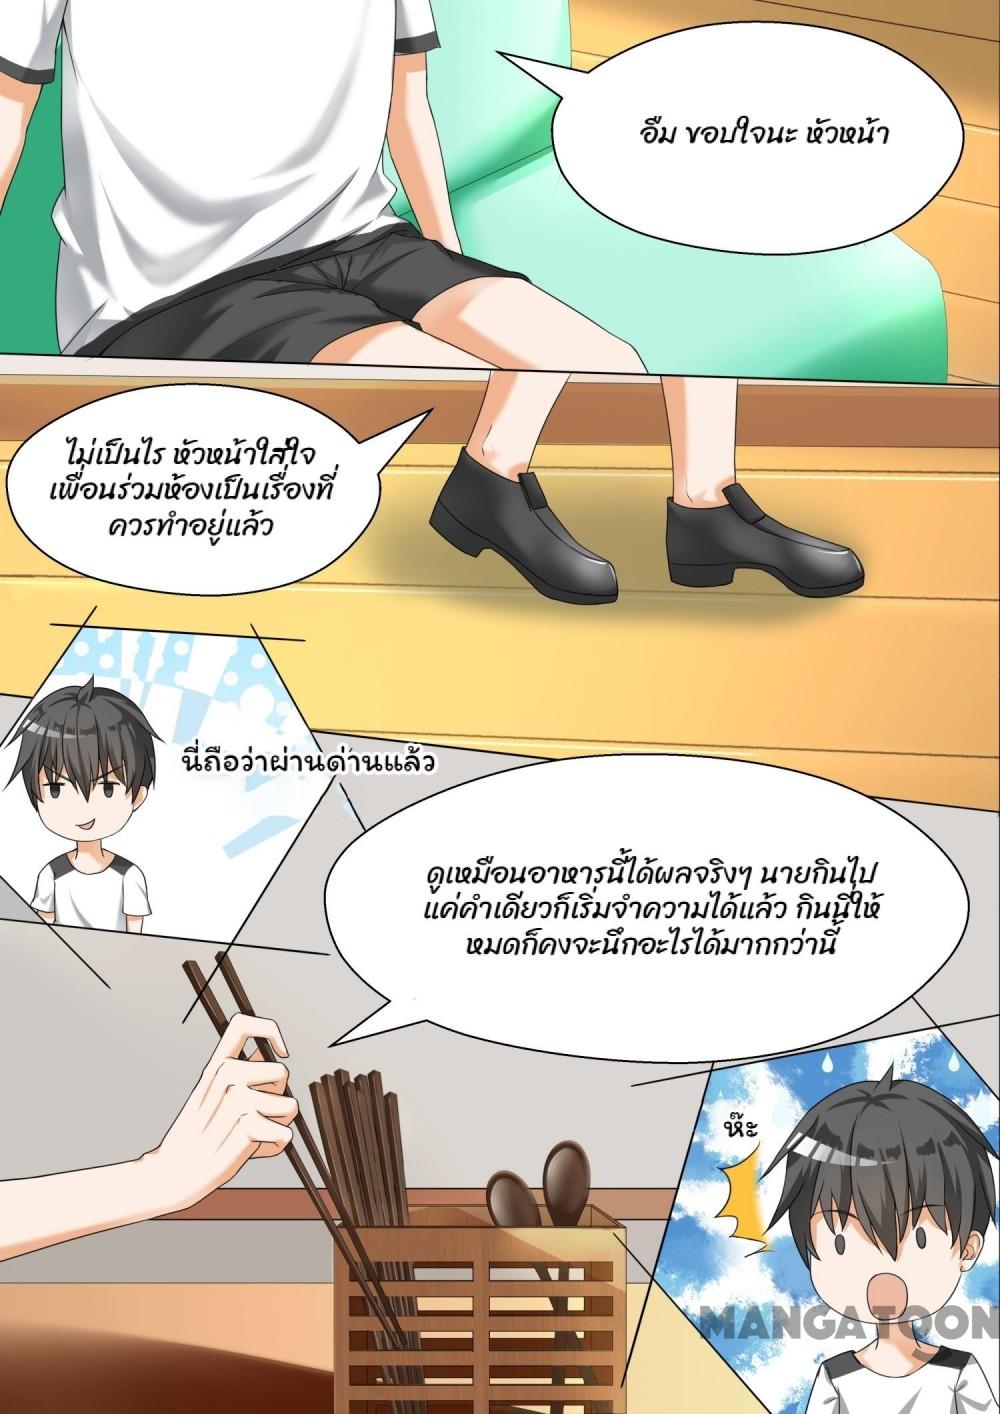 อืม ขอบใจนะ หัวหน้า
ไม่เป็นไร หัวหน้าใส่ใจ
เพื่อนร่วมห้องเป็นเรื่องที่
ควรทำอยู่แล้ว
นี่ถือว่าผ่านด่านแล้ว
ดูเหมือนอาหารนี้ได้ผลจริงๆ นายกินไป
แค่คำเดียวก็เริ่มจำความได้แล้ว กินนี่ให้
หมดก็คงจะนึกอะไรได้มากกว่านี้
ห๊ะ
MANGATOON